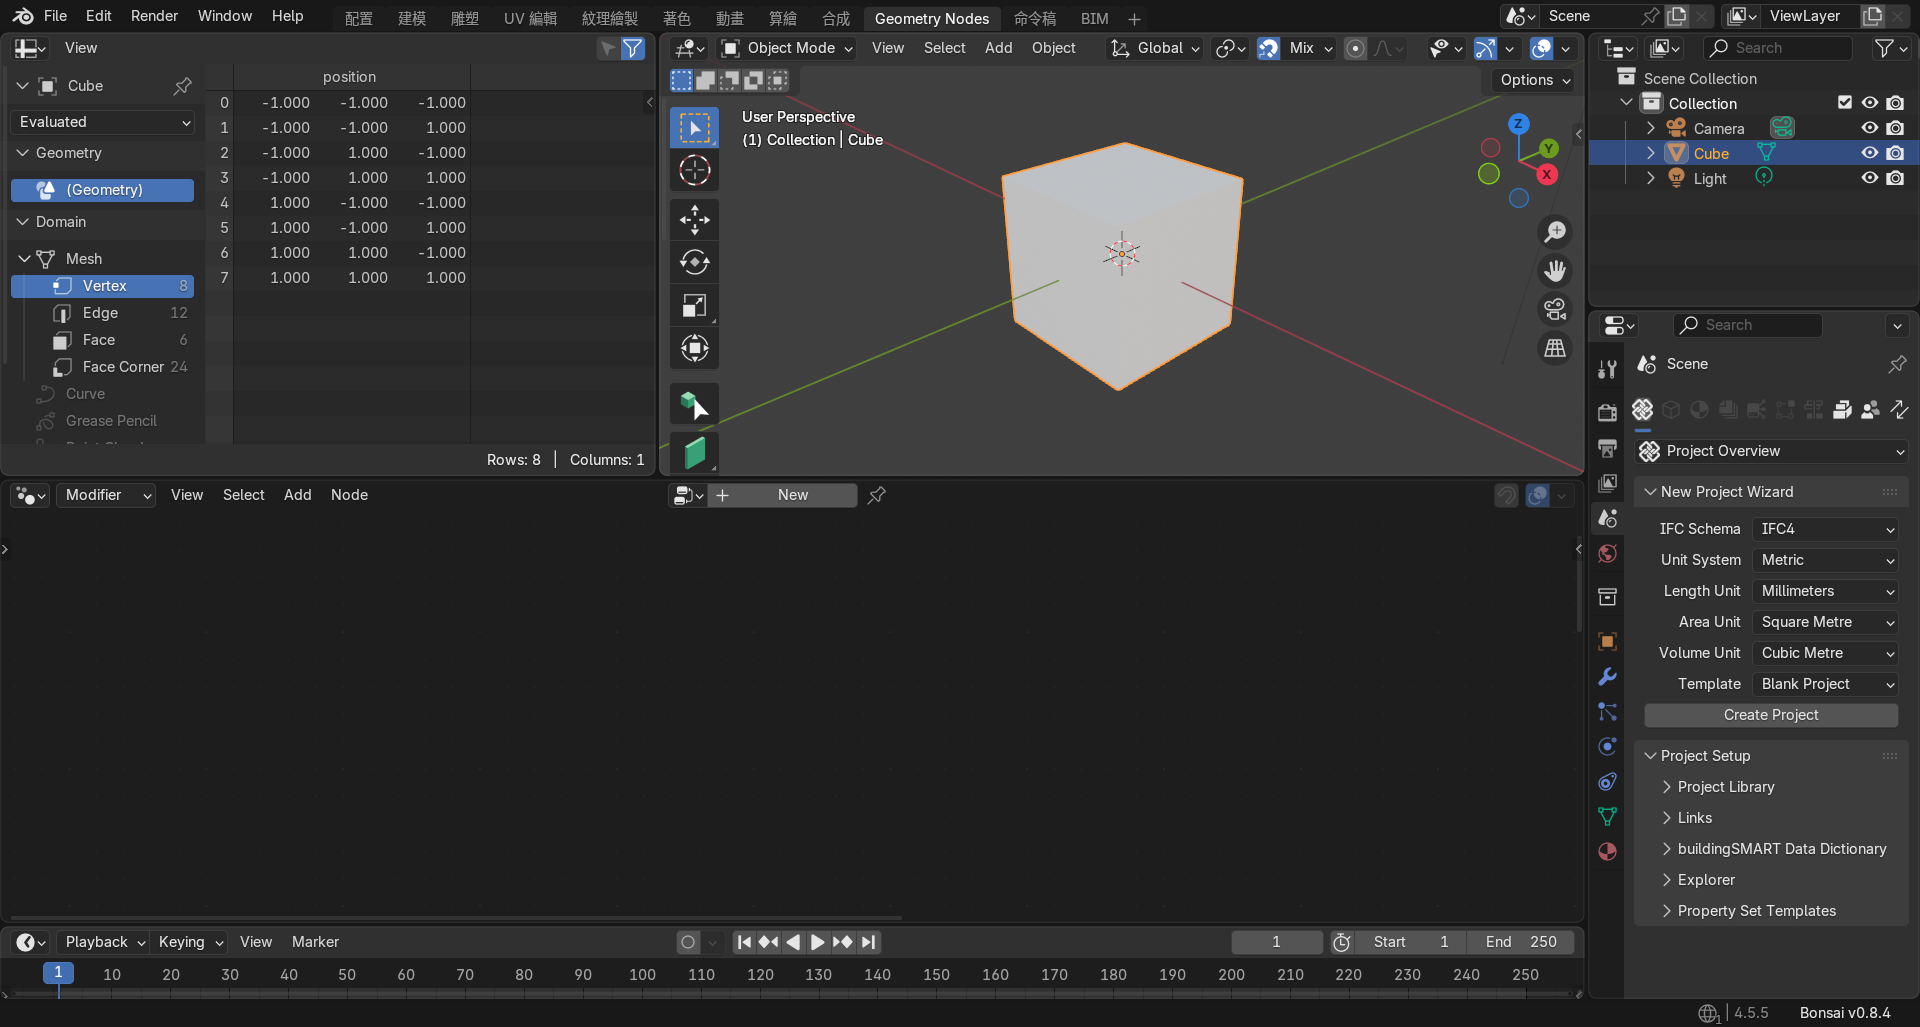 File Edit Render Window Help 配置 建模 雕塑 UV 編輯 紋理繪製 著色 動畫 算繪 合成 Geometry Nodes 命令稿 BIM Scene ViewLayer
View
Cube
Evaluated
Geometry
(Geometry)
Domain
Mesh
Vertex 8
Edge 12
Face 6
Face Corner 24
Curve
Grease Pencil
position
0 -1.000 -1.000 -1.000
1 -1.000 -1.000 1.000
2 -1.000 1.000 -1.000
3 -1.000 1.000 1.000
4 1.000 -1.000 -1.000
5 1.000 -1.000 1.000
6 1.000 1.000 -1.000
7 1.000 1.000 1.000
Rows: 8 | Columns: 1
Object Mode View Select Add Object Global Mix
Options
User Perspective
(1) Collection | Cube
Z
Y
X
Search
Scene Collection
Collection
Camera
Cube
Light
Search
Scene
Project Overview
New Project Wizard
IFC Schema IFC4
Unit System Metric
Length Unit Millimeters
Area Unit Square Metre
Volume Unit Cubic Metre
Template Blank Project
Create Project
Project Setup
Project Library
Links
buildingSMART Data Dictionary
Explorer
Property Set Templates
Modifier View Select Add Node New
Playback Keying View Marker 1 Start 1 End 250
1 10 20 30 40 50 60 70 80 90 100 110 120 130 140 150 160 170 180 190 200 210 220 230 240 250
1 | 4.5.5 Bonsai v0.8.4